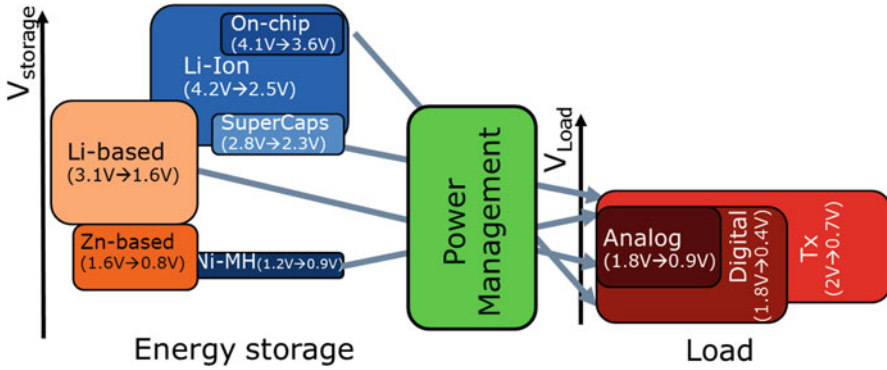 V storage
On-chip
(4.1V→3.6V)
Li-Ion
(4.2V→2.5V)
SuperCaps
(2.8V→2.3V)
Li-based
(3.1V→1.6V)
Zn-based
(1.6V→0.8V)
Ni-MH(1.2V→0.9V)
Energy storage
Power
Management
V Load
Analog
(1.8V→0.9V)
Digital
(1.8V→0.4V)
Tx
(2V→0.7V)
Load